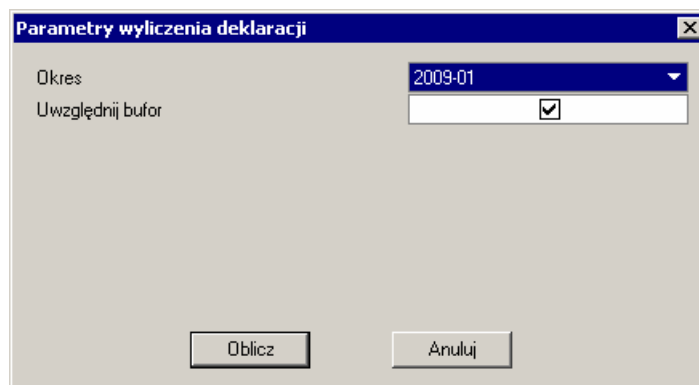 Parametry wyliczenia deklaracji
Okres 2009-01
Uwzględnij bufor
Oblicz Anuluj